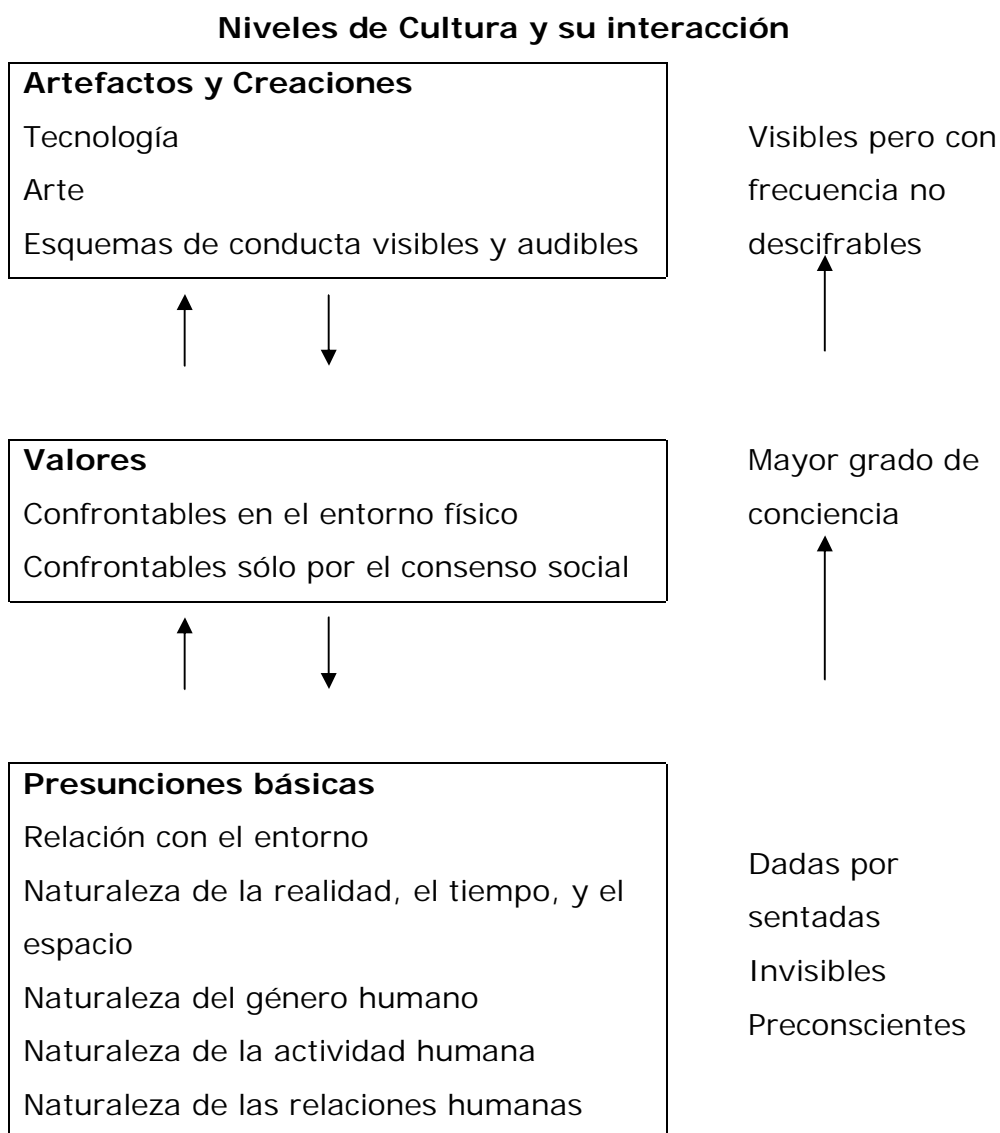 Niveles de Cultura y su interacción
Artefactos y Creaciones
Tecnología
Arte
Esquemas de conducta visibles y audibles
Visibles pero con
frecuencia no
descifrables
Valores
Confrontables en el entorno físico
Confrontables sólo por el consenso social
Mayor grado de
conciencia
Presunciones básicas
Relación con el entorno
Naturaleza de la realidad, el tiempo, y el
espacio
Naturaleza del género humano
Naturaleza de la actividad humana
Naturaleza de las relaciones humanas
Dadas por
sentadas
Invisibles
Preconscientes